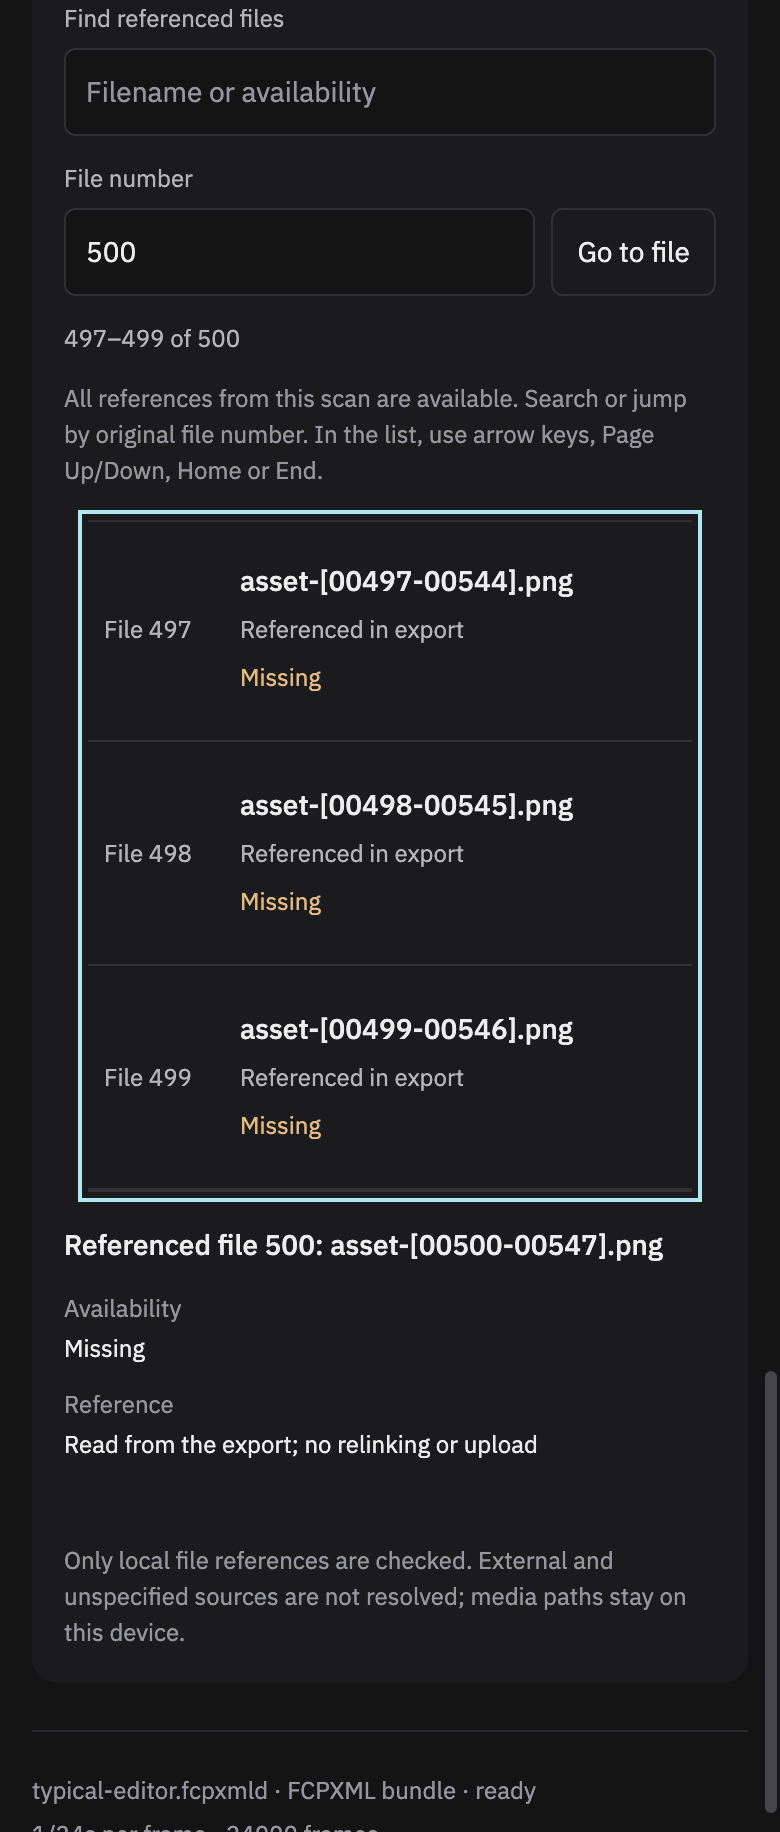 Find referenced files
Filename or availability
File number
500
Go to file
497–499 of 500
All references from this scan are available. Search or jump
by original file number. In the list, use arrow keys, Page
Up/Down, Home or End.
asset-[00497-00544].png
File 497
Referenced in export
Missing
asset-[00498-00545].png
File 498
Referenced in export
Missing
asset-[00499-00546].png
File 499
Referenced in export
Missing
Referenced file 500: asset-[00500-00547].png
Availability
Missing
Reference
Read from the export; no relinking or upload
Only local file references are checked. External and
unspecified sources are not resolved; media paths stay on
this device.
typical-editor.fcpxmld · FCPXML bundle · ready
1/24s per frame · 24000 frames